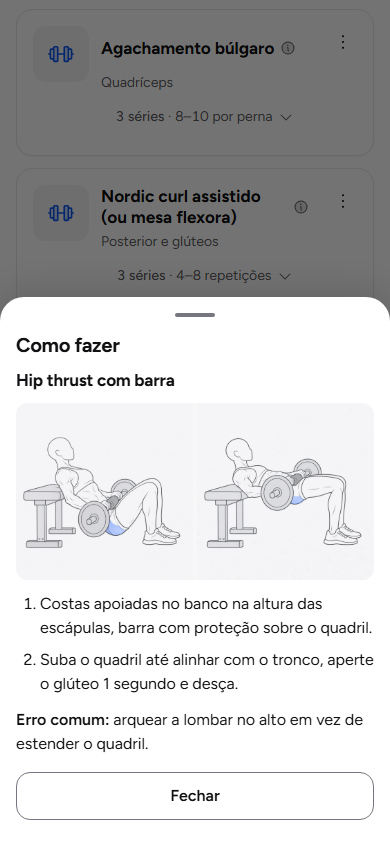 Agachamento búlgaro
Quadríceps
3 séries · 8–10 por perna
Nordic curl assistido
(ou mesa flexora)
Posterior e glúteos
3 séries · 4–8 repetições
Como fazer
Hip thrust com barra
1. Costas apoiadas no banco na altura das
escápulas, barra com proteção sobre o quadril.
2. Suba o quadril até alinhar com o tronco, aperte
o glúteo 1 segundo e desça.
Erro comum: arquear a lombar no alto em vez de
estender o quadril.
Fechar